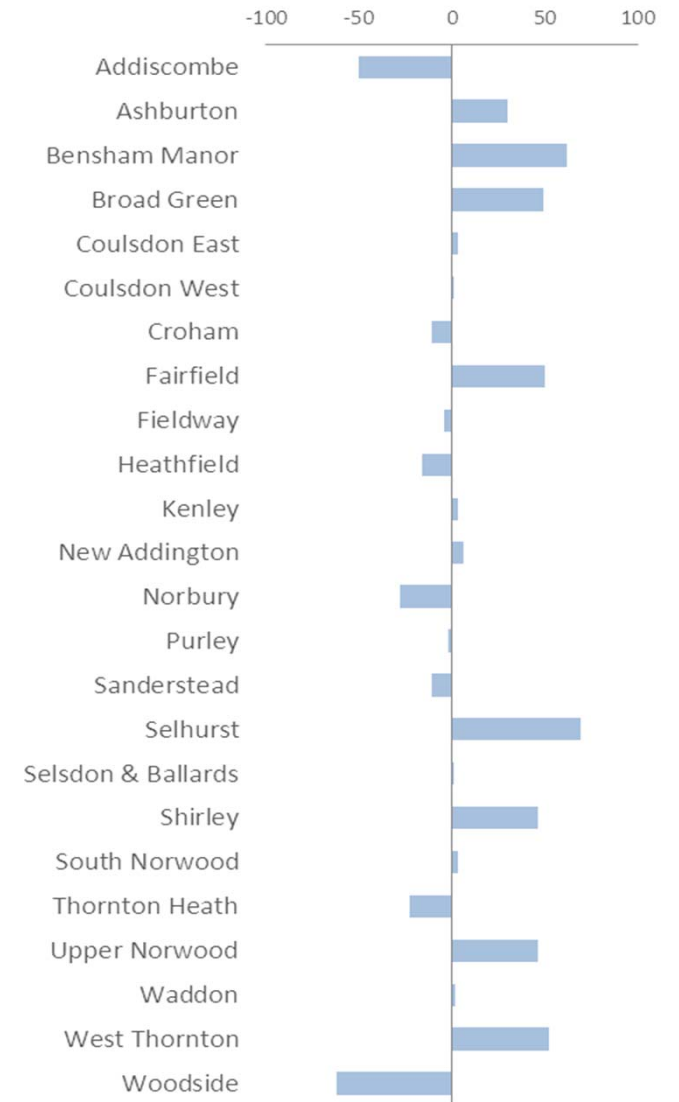 -100 -50 0 50 100
Addiscombe
Ashburton
Bensham Manor
Broad Green
Coulsdon East
Coulsdon West
Croham
Fairfield
Fieldway
Heathfield
Kenley
New Addington
Norbury
Purley
Sanderstead
Selhurst
Selsdon & Ballards
Shirley
South Norwood
Thornton Heath
Upper Norwood
Waddon
West Thornton
Woodside